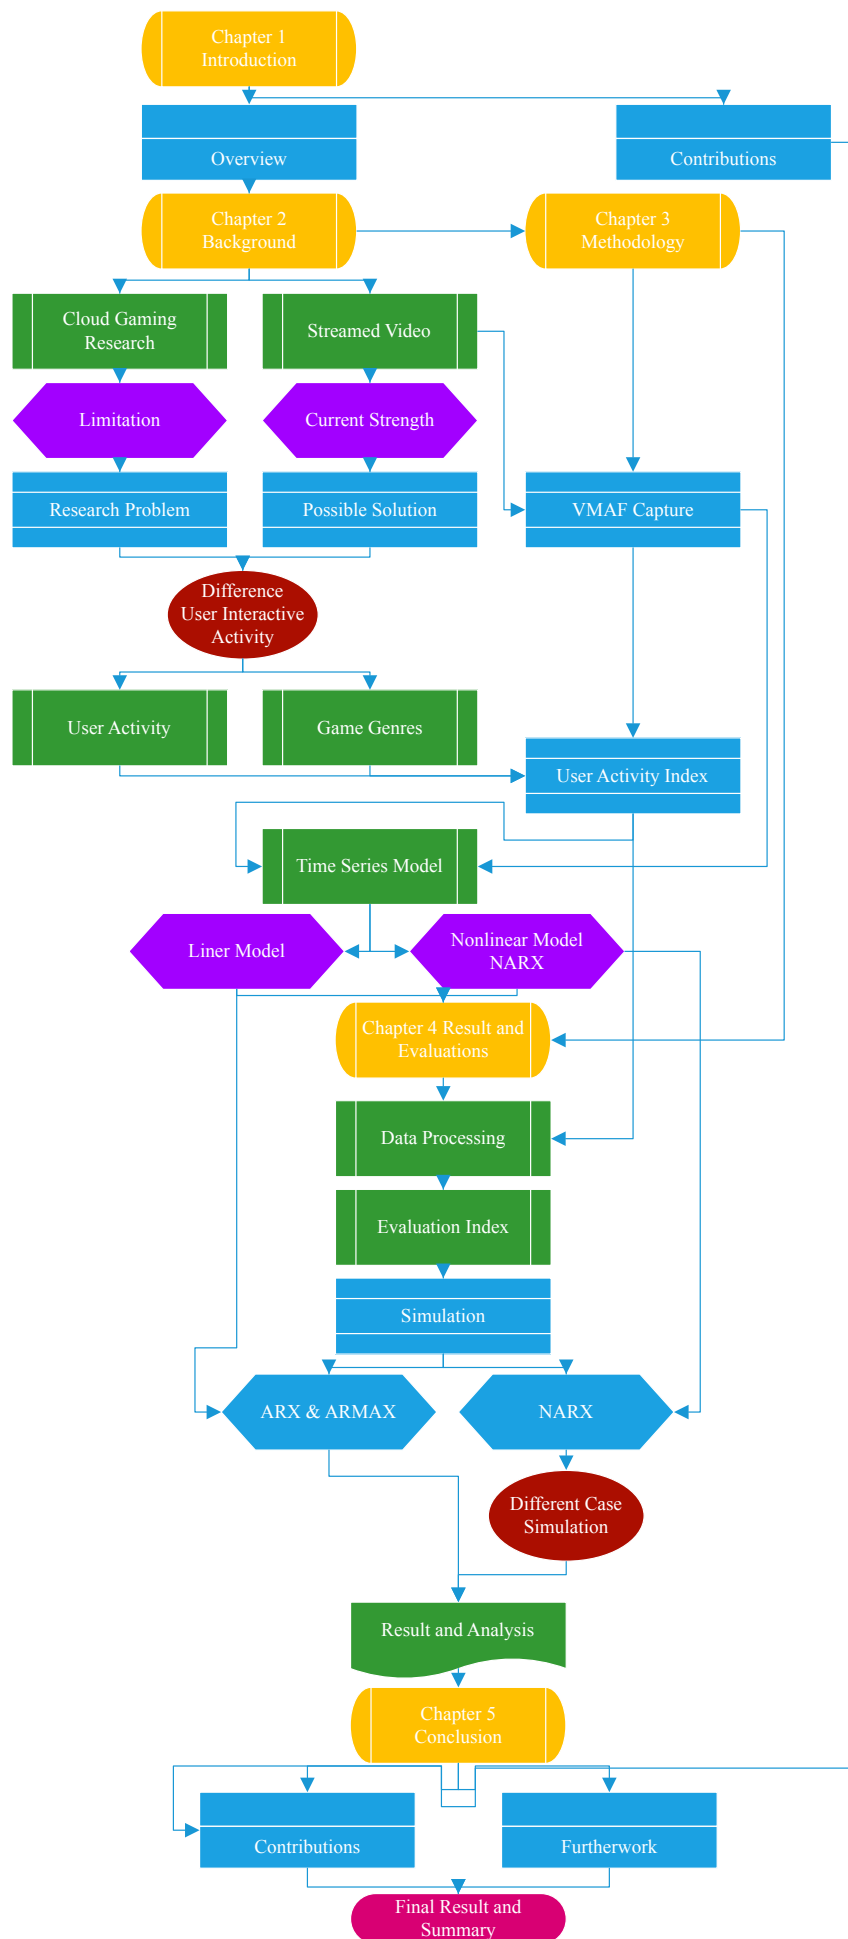 Chapter 1
Introduction
Overview
Contributions
Chapter 2
Background
Chapter 3
Methodology
Cloud Gaming
Research
Streamed Video
Limitation
Current Strength
Research Problem
Possible Solution
VMAF Capture
Difference
User Interactive
Activity
User Activity
Game Genres
User Activity Index
Time Series Model
Liner Model
Nonlinear Model
NARX
Chapter 4 Result and
Evaluations
Data Processing
Evaluation Index
Simulation
ARX & ARMAX
NARX
Different Case
Simulation
Result and Analysis
Chapter 5
Conclusion
Contributions
Furtherwork
Final Result and
Summary